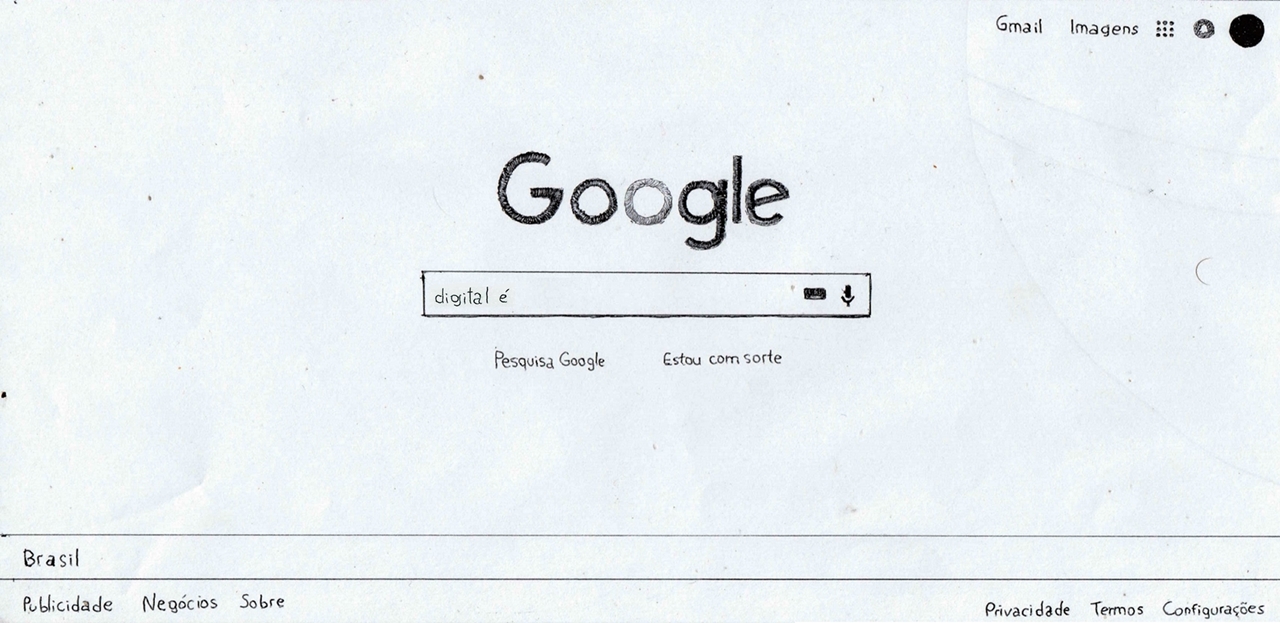 Gmail Imagens
Google
digital é
Pesquisa Google Estou com sorte
Brasil
Publicidade Negócios Sobre Privacidade Termos Configurações